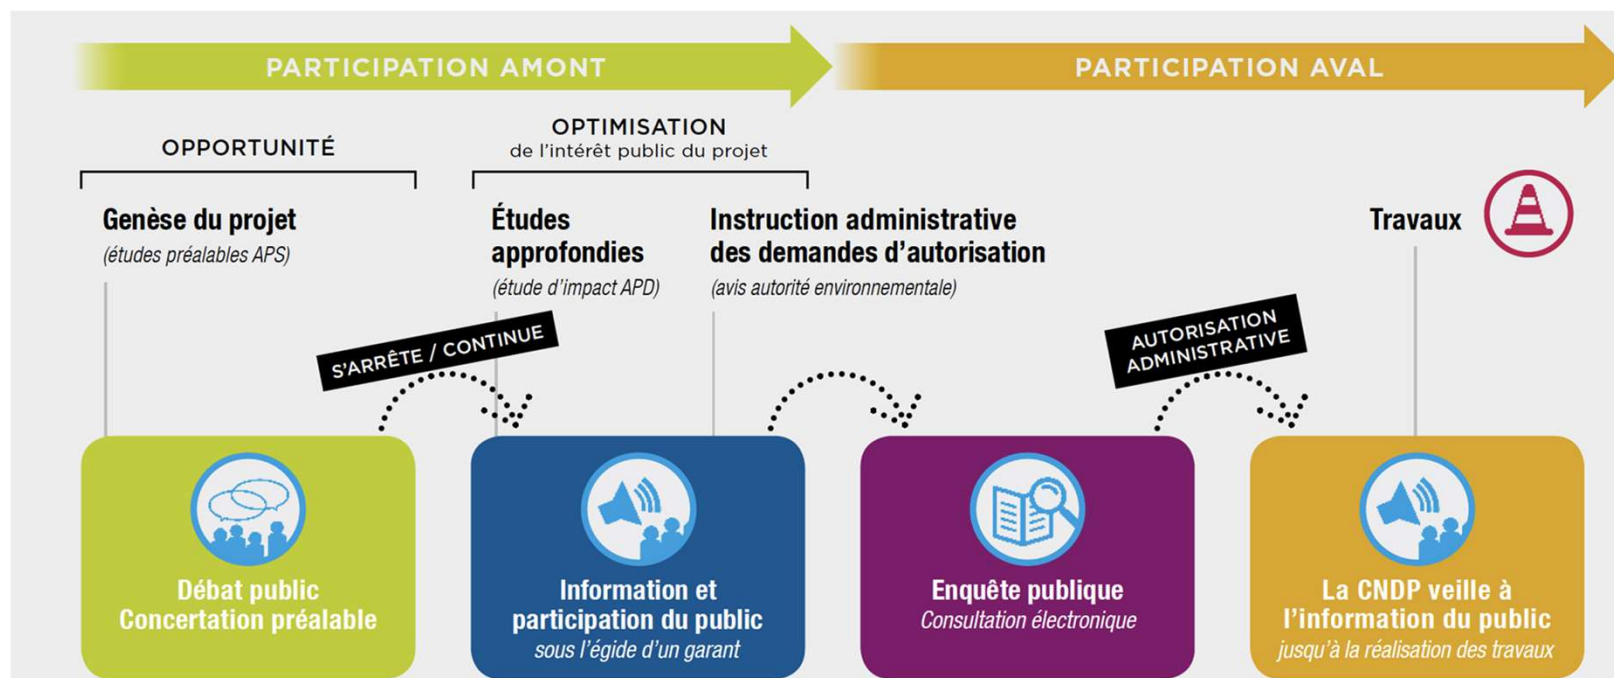 PARTICIPATION AMONT
PARTICIPATION AVAL
OPPORTUNITÉ
OPTIMISATION
de l'intérêt public du projet
Genèse du projet
(études préalables APS)
Études
approfondies
(étude d'impact APD)
Instruction administrative
des demandes d'autorisation
(avis autorité environnementale)
Travaux
S'ARRÊTE / CONTINUE
AUTORISATION
ADMINISTRATIVE
Débat public
Concertation préalable
Information et
participation du public
sous l'égide d'un garant
Enquête publique
Consultation électronique
La CNDP veille à
l'information du public
jusqu'à la réalisation des travaux